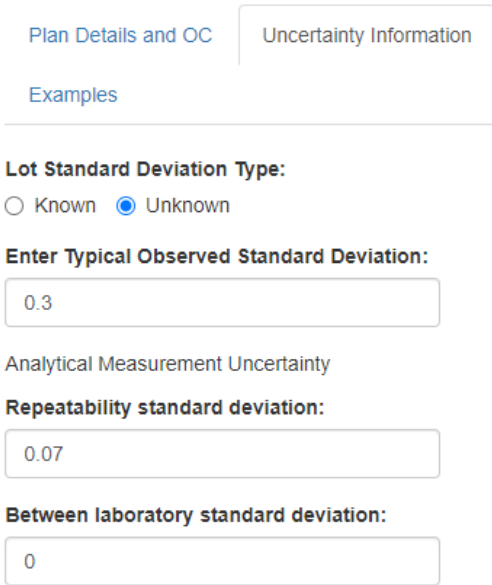 Plan Details and OC
Uncertainty Information
Examples
Lot Standard Deviation Type:
Known Unknown
Enter Typical Observed Standard Deviation:
0.3
Analytical Measurement Uncertainty
Repeatability standard deviation:
0.07
Between laboratory standard deviation:
0